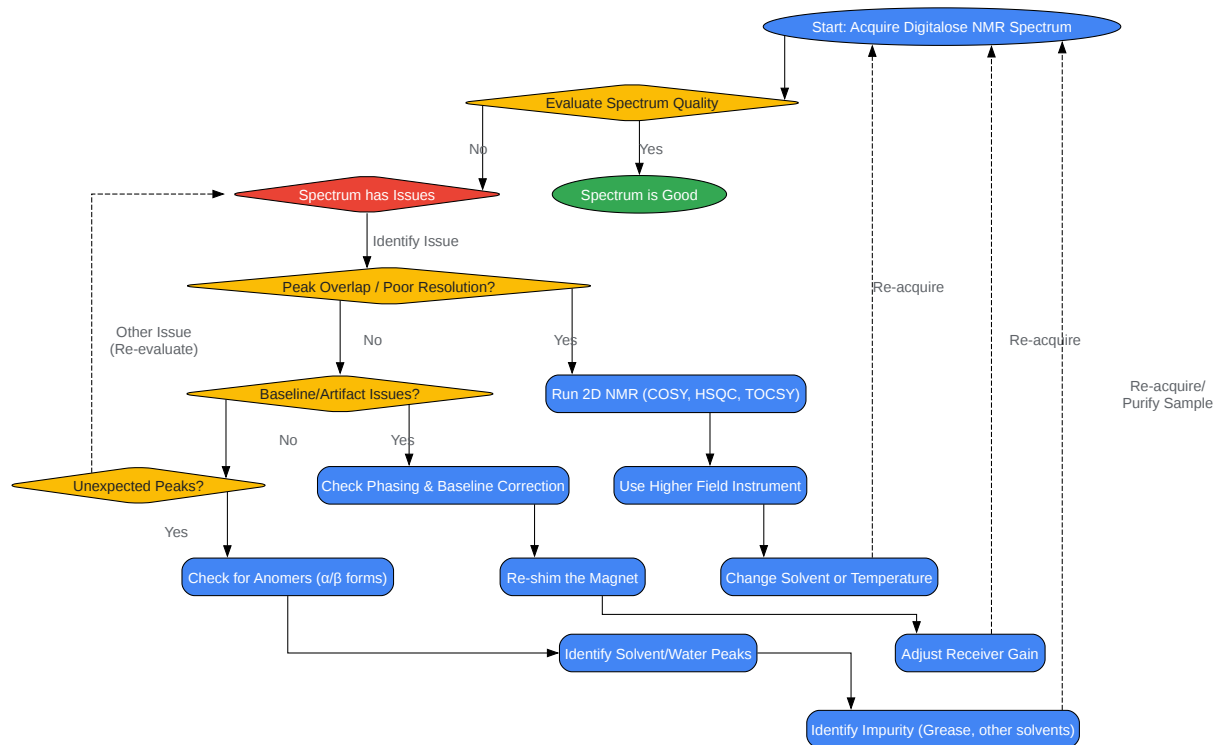 Start: Acquire Digitalose NMR Spectrum
Evaluate Spectrum Quality
No
Yes
Spectrum has Issues
Spectrum is Good
Identify Issue
Peak Overlap / Poor Resolution?
Re-acquire
Other Issue
(Re-evaluate)
No
Yes
Re-acquire
Baseline/Artifact Issues?
Run 2D NMR (COSY, HSQC, TOCSY)
Re-acquire/
Purify Sample
No
Yes
Unexpected Peaks?
Check Phasing & Baseline Correction
Use Higher Field Instrument
Yes
Check for Anomers (α/β forms)
Re-shim the Magnet
Change Solvent or Temperature
Identify Solvent/Water Peaks
Adjust Receiver Gain
Identify Impurity (Grease, other solvents)